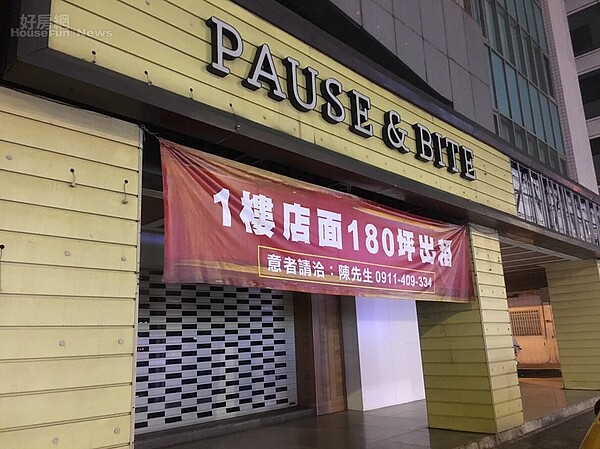 好房網
HouseFun News
PAUSE & BITE
1樓店面180坪出租
意者請洽：陳先生 0911-409-334